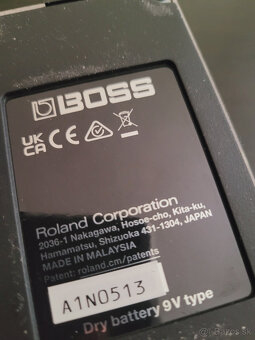 BOSS
UK
CA CE
Roland Corporation
2036-1 Nakagawa, Hosoe-cho, Kita-ku,
Hamamatsu, Shizuoka 431-1304, JAPAN
MADE IN MALAYSIA
Patent: roland.cm/patents
A1N0513
Dry battery 9V type